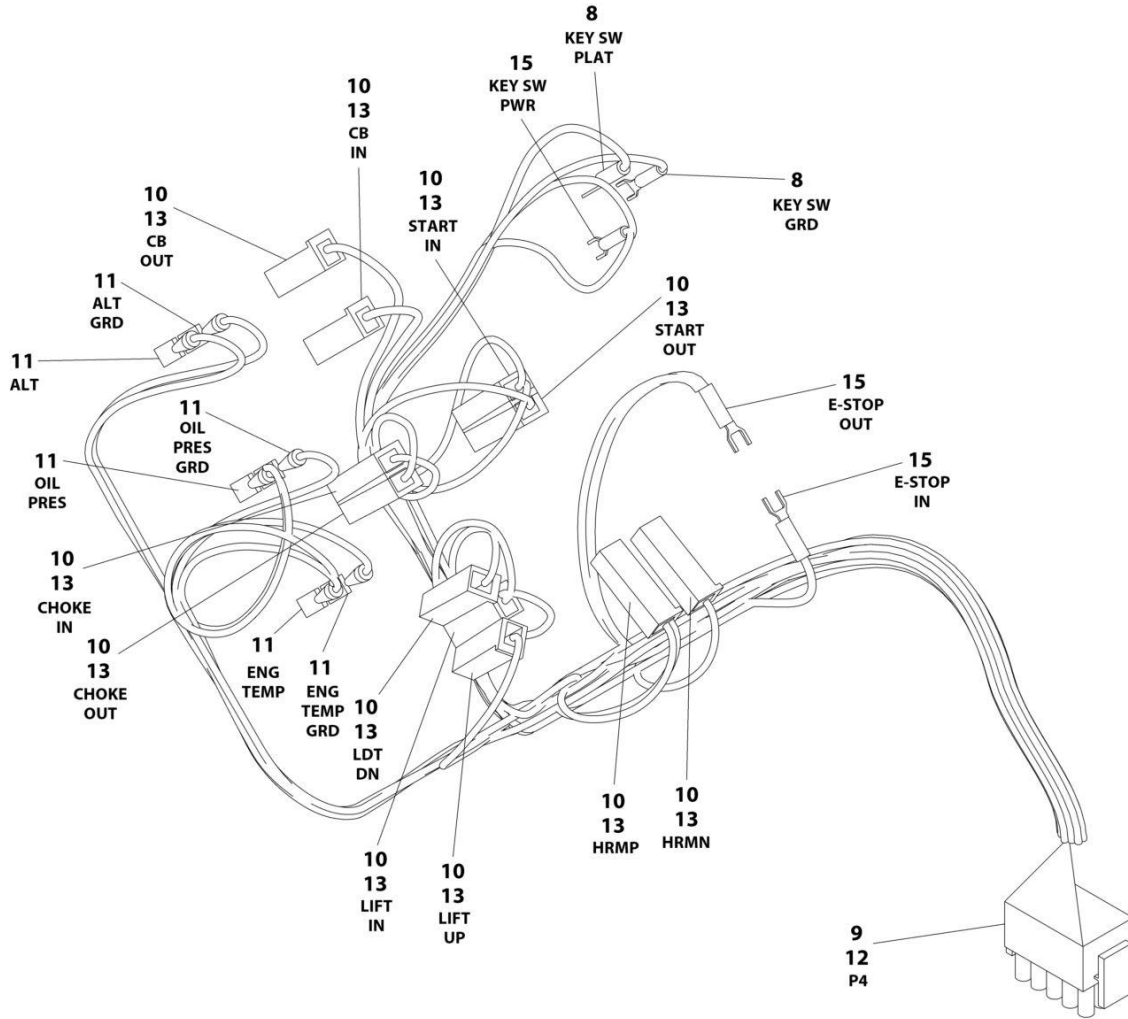 8
KEY SW
PLAT
15
KEY SW
PWR
10
13
CB
IN
10
13
START
IN
8
KEY SW
GRD
10
13
CB
OUT
11
ALT
GRD
10
13
START
OUT
11
ALT
15
E-STOP
OUT
11
OIL
PRES
GRD
11
OIL
PRES
15
E-STOP
IN
10
13
CHOKE
IN
10
13
CHOKE
OUT
11
ENG
TEMP
11
ENG
TEMP
GRD
10
13
LDT
DN
10
13
HRMP
10
13
HRMN
10
13
LIFT
IN
10
13
LIFT
UP
9
12
P4